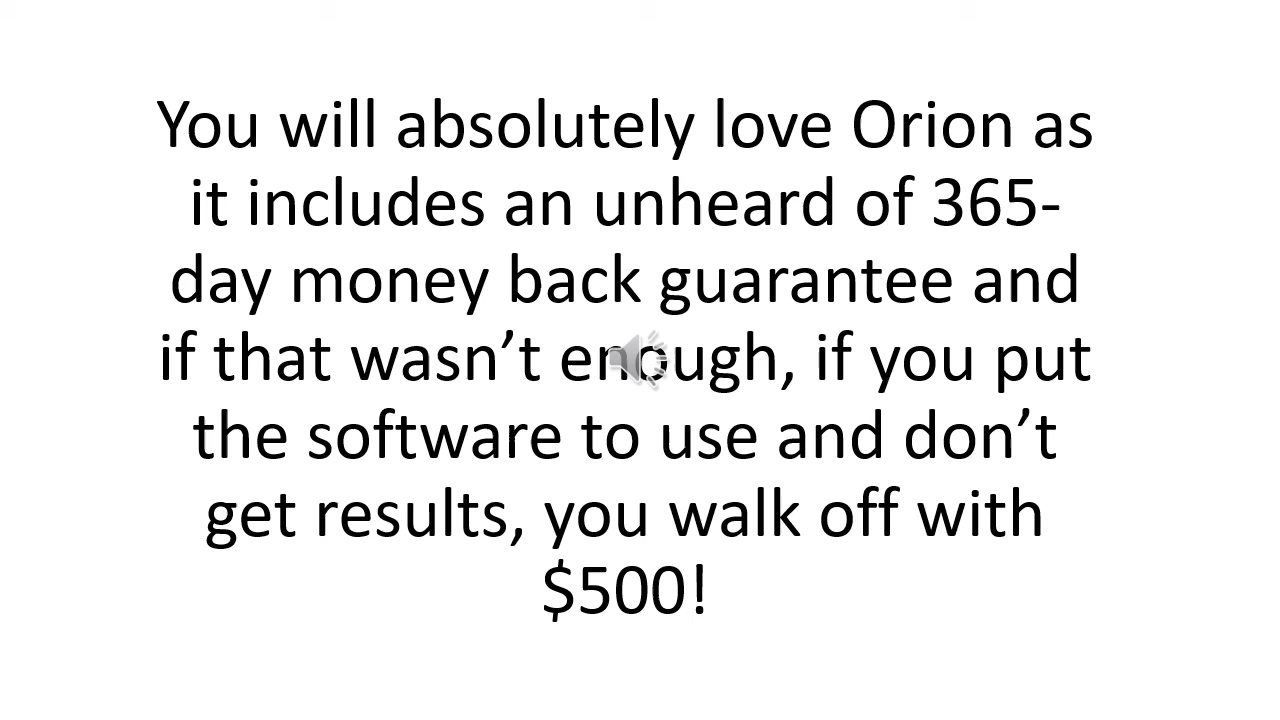 You will absolutely love Orion as
it includes an unheard of 365-
day money back guarantee and
if that wasn’t enough, if you put
the software to use and don’t
get results, you walk off with
$500!